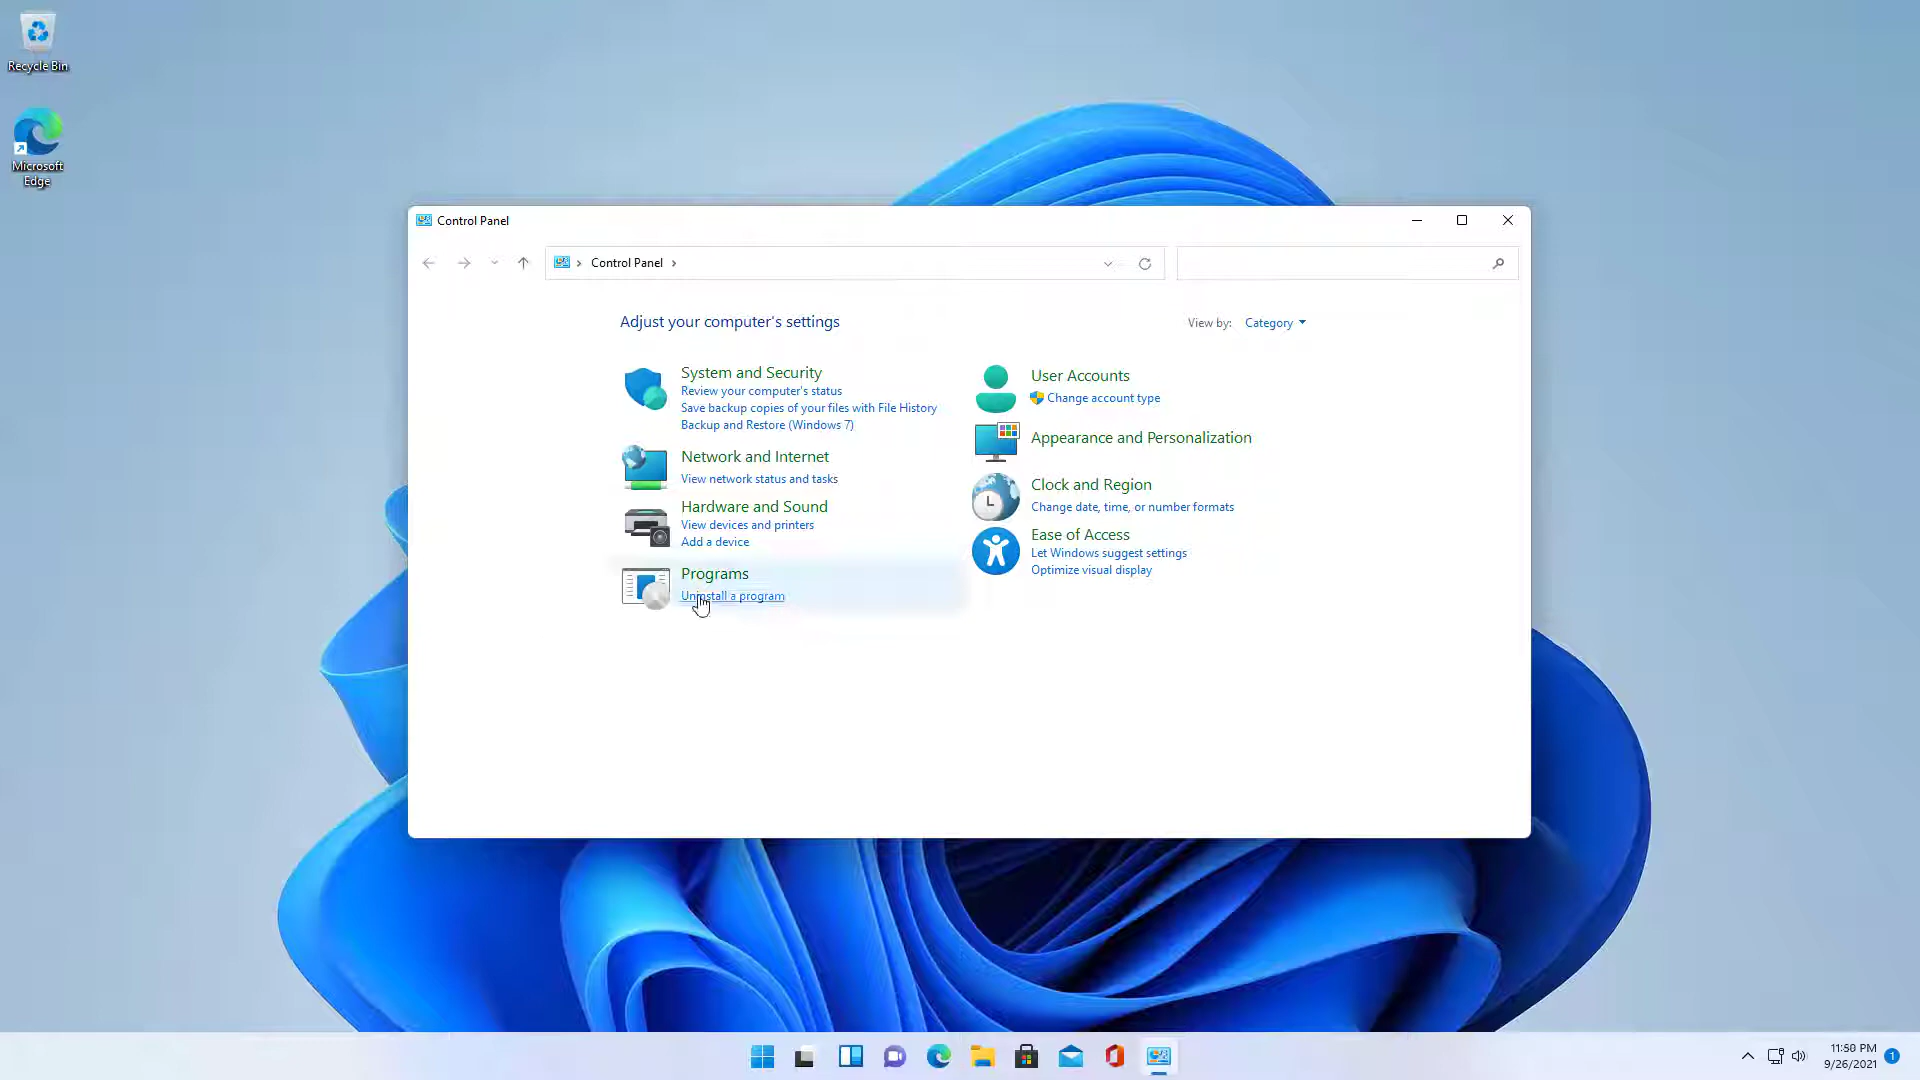 Recycle Bin
Microsoft
Edge
Control Panel
Control Panel
Adjust your computer's settings
View by: Category
System and Security
Review your computer's status
Save backup copies of your files with File History
Backup and Restore (Windows 7)
Network and Internet
View network status and tasks
Hardware and Sound
View devices and printers
Add a device
Programs
Uninstall a program
User Accounts
Change account type
Appearance and Personalization
Clock and Region
Change date, time, or number formats
Ease of Access
Let Windows suggest settings
Optimize visual display
11:50 PM
9/26/2021
1